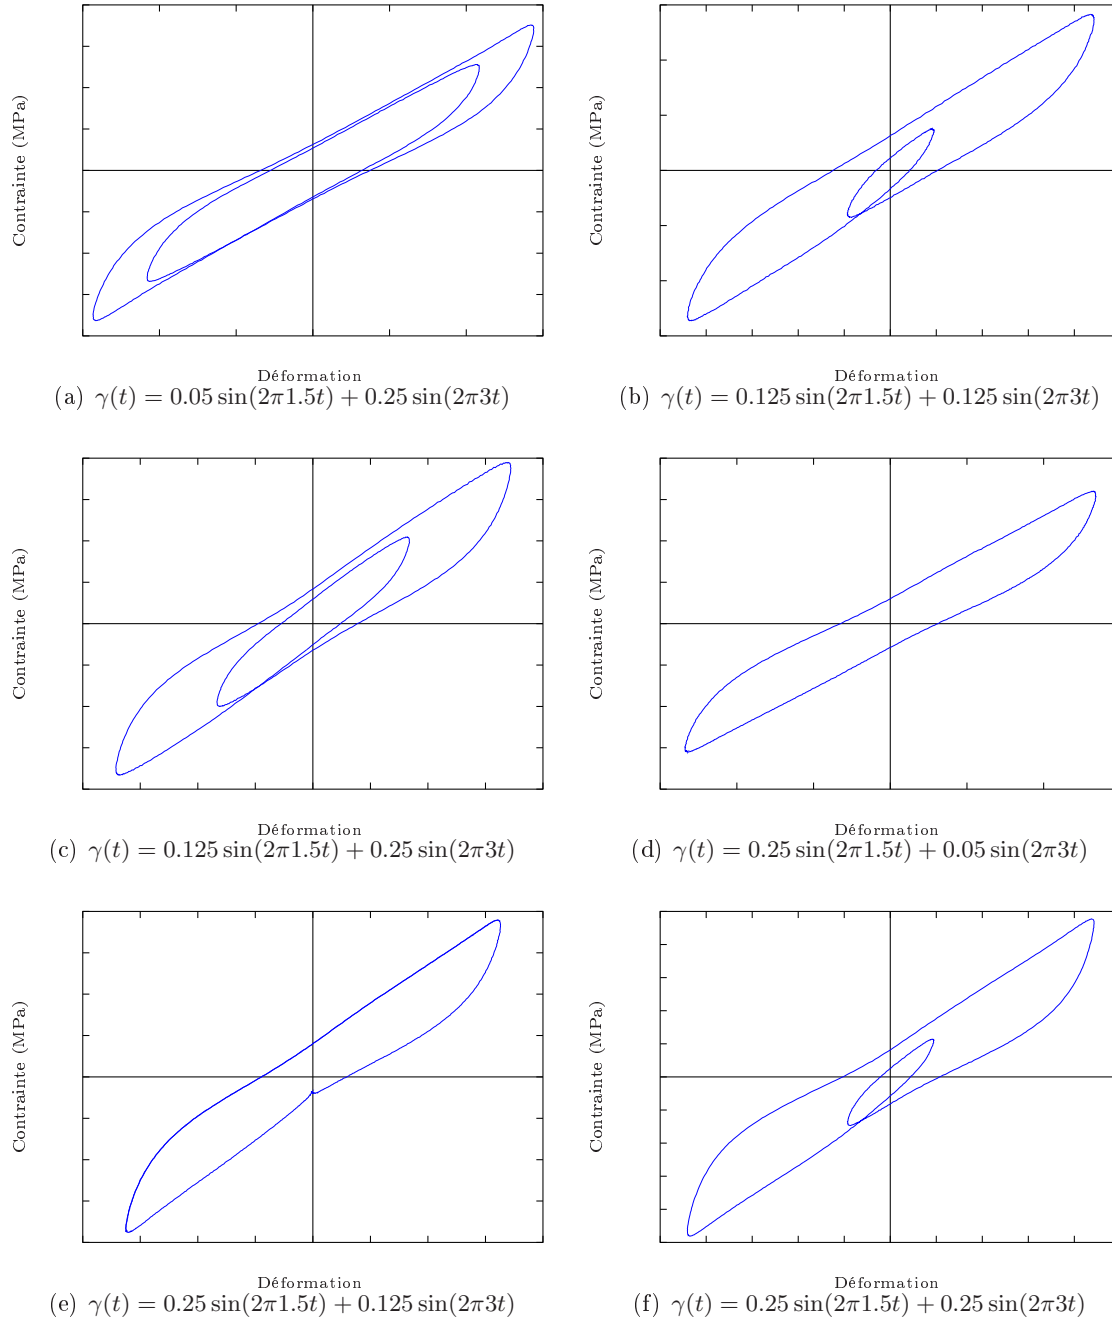 Contrainte (MPa)
Contrainte (MPa)
Déformation
Déformation
(a) γ(t) = 0.05 sin(2π1.5t) + 0.25 sin(2π3t)
(b) γ(t) = 0.125 sin(2π1.5t) + 0.125 sin(2π3t)
Contrainte (MPa)
Contrainte (MPa)
Déformation
Déformation
(c) γ(t) = 0.125 sin(2π1.5t) + 0.25 sin(2π3t)
(d) γ(t) = 0.25 sin(2π1.5t) + 0.05 sin(2π3t)
Contrainte (MPa)
Contrainte (MPa)
Déformation
Déformation
(e) γ(t) = 0.25 sin(2π1.5t) + 0.125 sin(2π3t)
(f) γ(t) = 0.25 sin(2π1.5t) + 0.25 sin(2π3t)